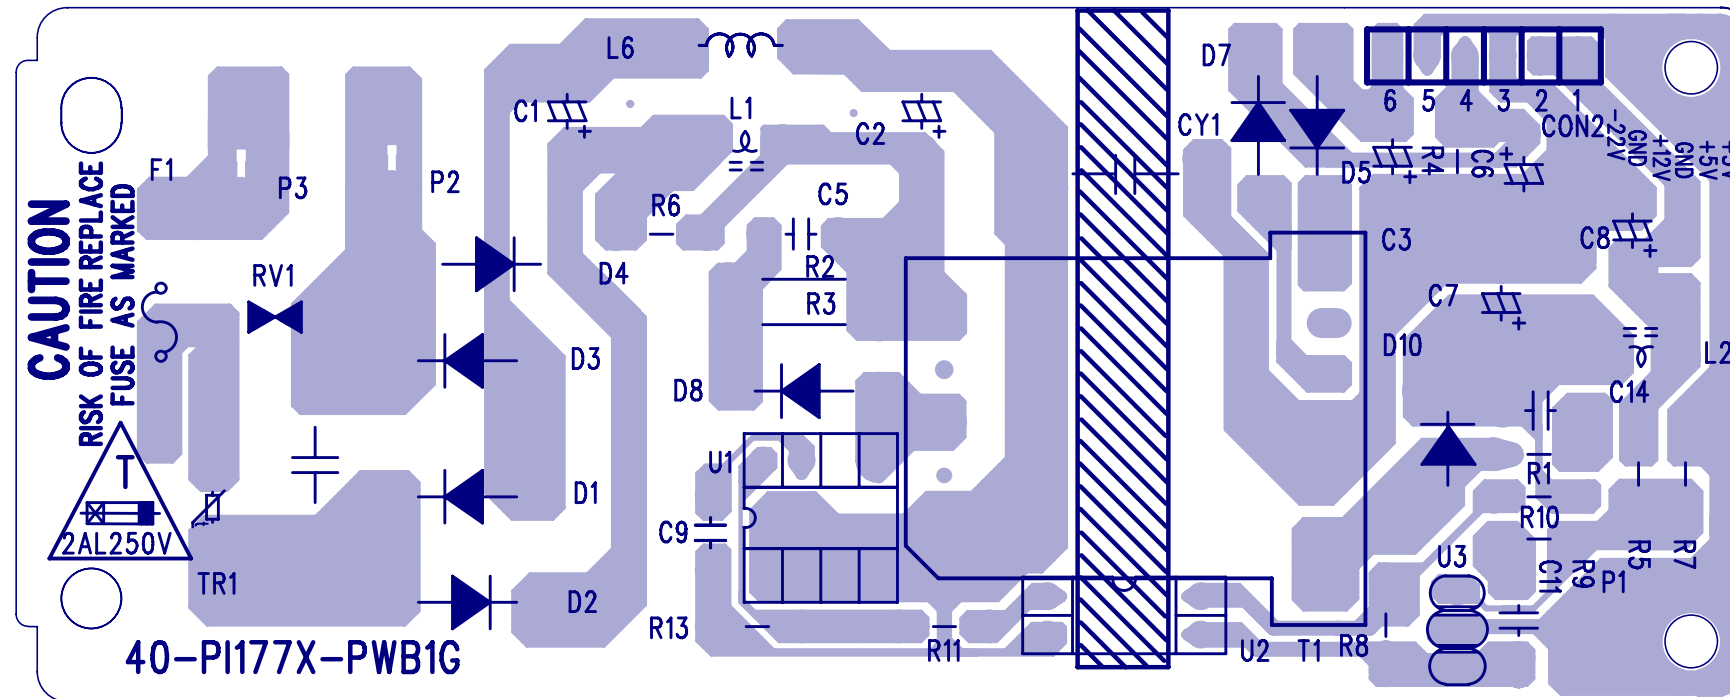 L6
D7
6 5 4 3 2 1
CON2
-22V
GND
+12V
GND
+5V
+5V
C1
L1
C2
CY1
D5
R4
C6
F1
P3
P2
C5
R6
C3
C8
CAUTION
RISK OF FIRE REPLACE
FUSE AS MARKED
RV1
D4
R2
R3
C7
D3
D10
L2
D8
C14
T
U1
R1
D1
2AL250V
C9
R10
U3
R5
R7
TR1
D2
C11
R9
P1
R13
R11
U2
T1
R8
40-PI177X-PWB1G